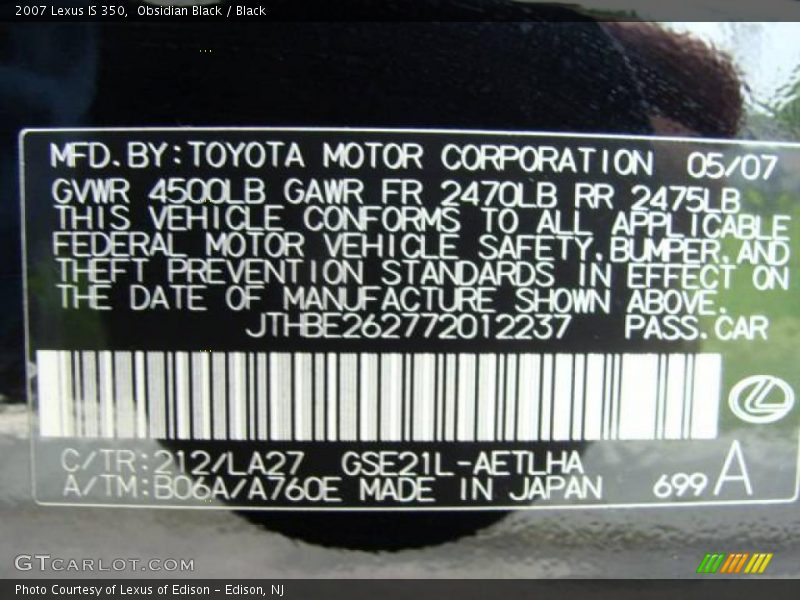 2007 Lexus IS 350,  Obsidian Black / Black
MFD.BY:TOYOTA MOTOR CORPORATION 05/07
GVWR 4500LB GAWR FR 2470LB RR 2475LB
THIS VEHICLE CONFORMS TO ALL APPLICABLE
FEDERAL MOTOR VEHICLE SAFETY,BUMPER,AND
THEFT PREVENTION STANDARDS IN EFFECT ON
THE DATE OF MANUFACTURE SHOWN ABOVE.
JTHBE262772012237 PASS.CAR
C/TR:212/LA27 GSE21L-AETLHA
A/TM:B06A/A760E MADE IN JAPAN 699 A
GTCARLOT.COM
Photo Courtesy of Lexus of Edison - Edison, NJ